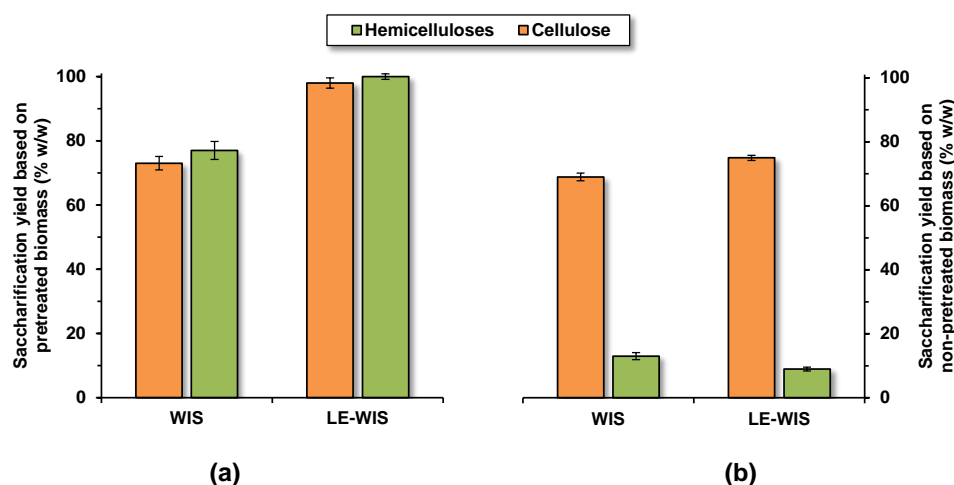 Hemicelluloses Cellulose
Saccharification yield based on
pretreated biomass (% w/w)
100
80
60
40
20
0
WIS LE-WIS
(a)
100
80
60
40
20
0
Saccharification yield based on
non-pretreated biomass (% w/w)
WIS LE-WIS
(b)